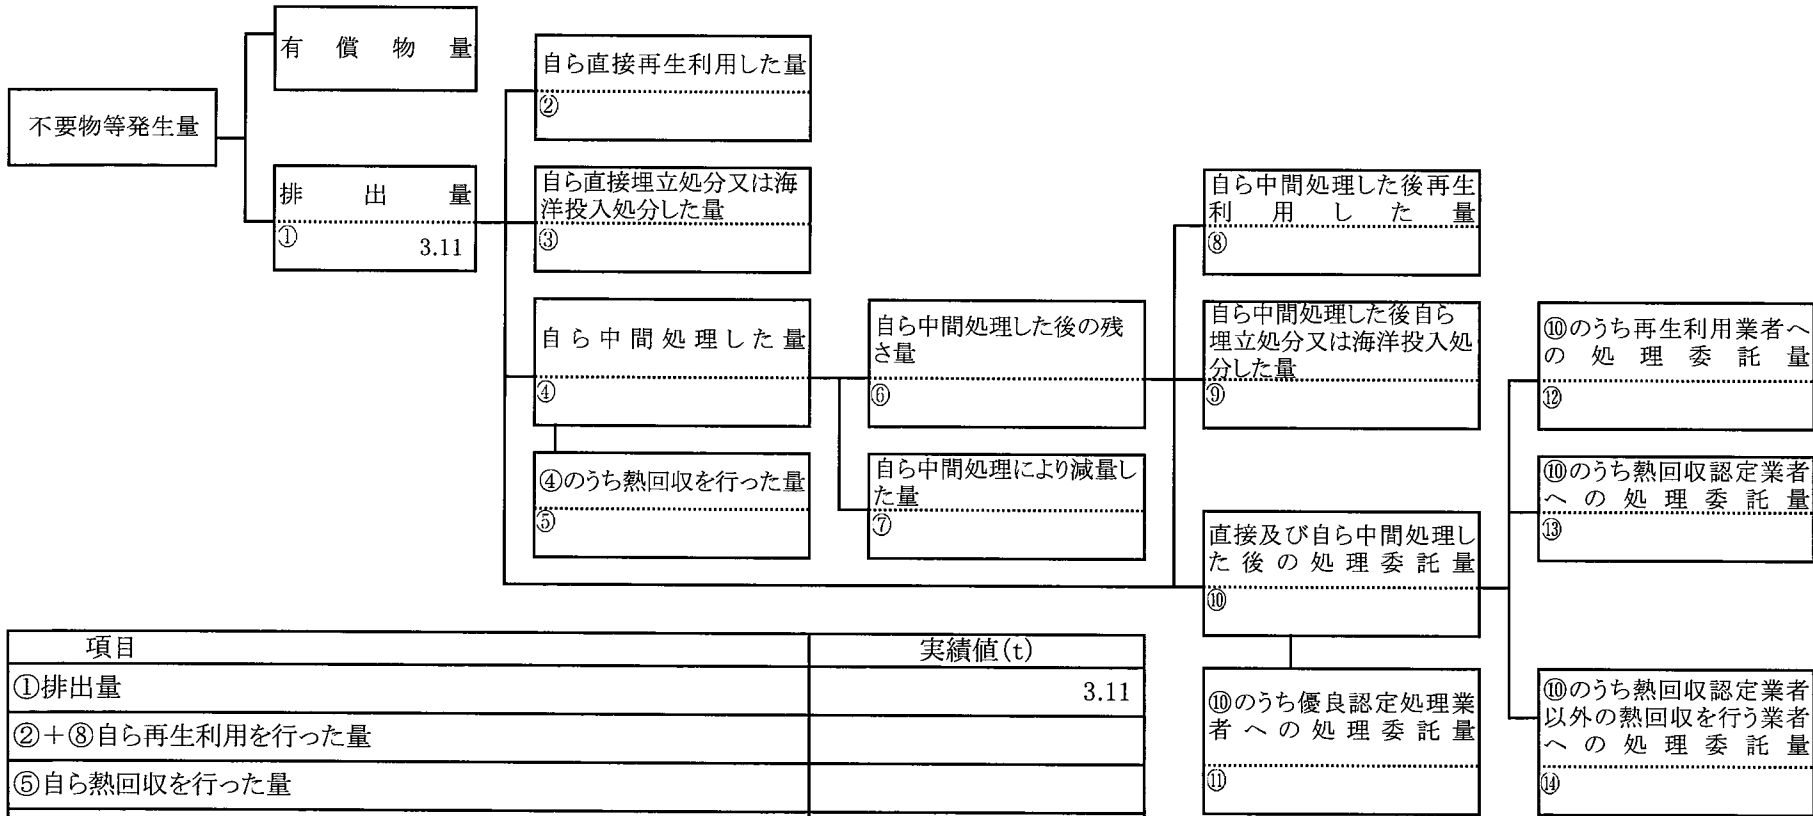 不要物等発生量
有償物量
排出量
①
3.11
自ら直接再生利用した量
②
自ら直接埋立処分又は海
洋投入処分した量
③
自ら中間処理した量
④
④のうち熱回収を行った量
⑤
自ら中間処理した後の残
さ量
⑥
自ら中間処理により減量し
た量
⑦
自ら中間処理した後再生
利用した量
⑧
自ら中間処理した後自ら
埋立処分又は海洋投入処
分した量
⑨
直接及び自ら中間処理し
た後の処理委託量
⑩
⑩のうち優良認定処理業
者への処理委託量
⑪
⑩のうち再生利用業者へ
の処理委託量
⑫
⑩のうち熱回収認定業者
への処理委託量
⑬
⑩のうち熱回収認定業者
以外の熱回収を行う業者
への処理委託量
⑭
項目 実績値(t)
①排出量 3.11
②+⑧自ら再生利用を行った量
⑤自ら熱回収を行った量